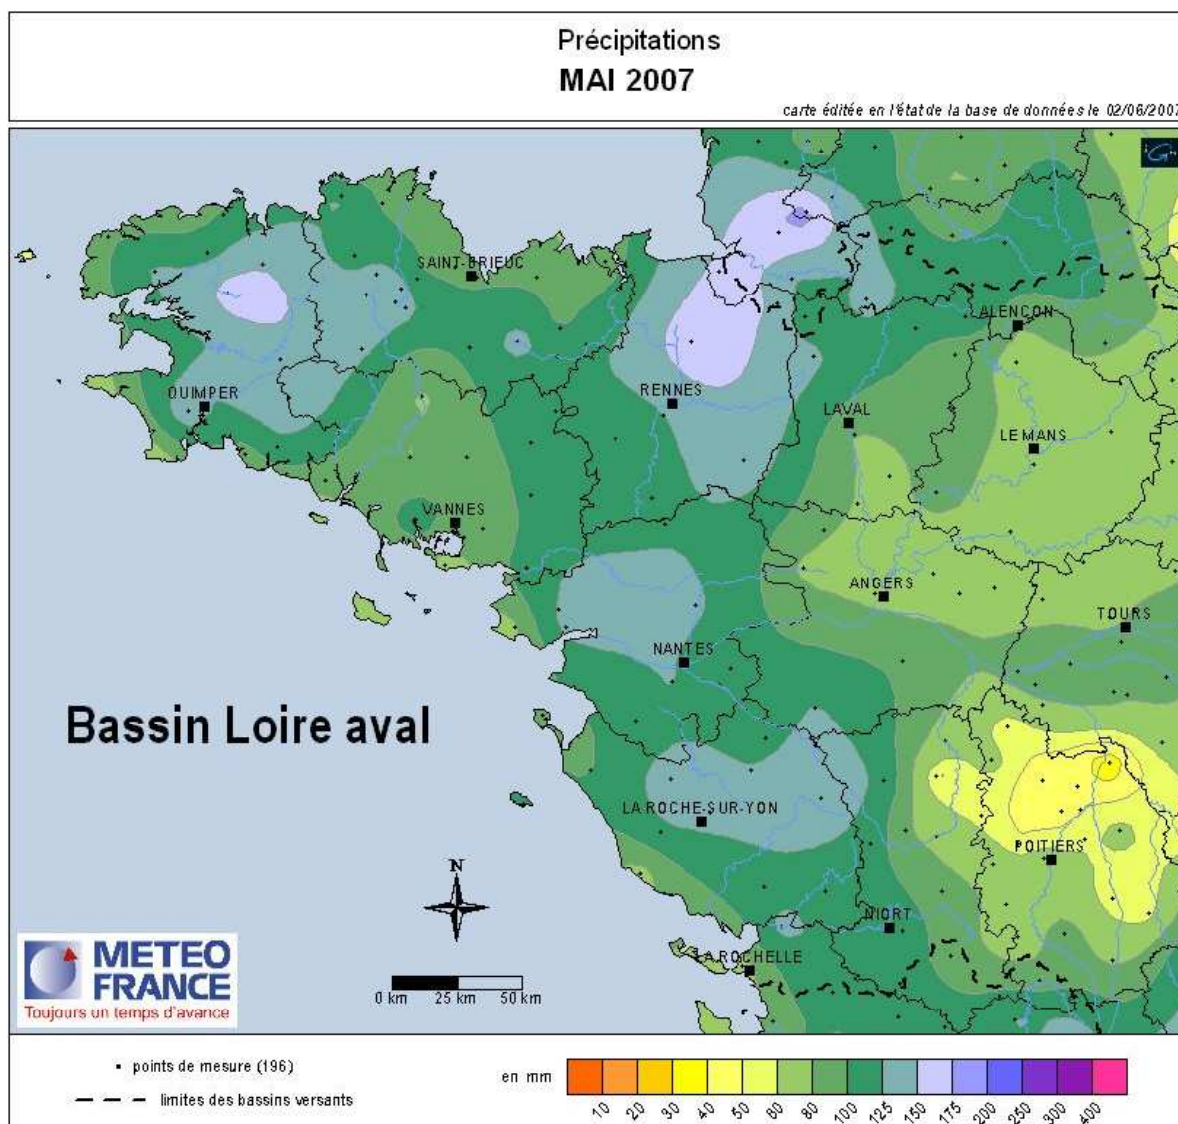 Précipitations
MAI 2007
carte éditée en l'état de la base de données le 02/06/2007
SAINT-BRIEUC
ALENCON
QUIMPER
RENNES
LAVAL
LE MANS
VANNES
ANGERS
TOURS
NANTES
Bassin Loire aval
LA ROCHE-SUR-YON
POITIERS
N
NIORT
LA ROCHELLE
METEO
FRANCE
Toujours un temps d'avance
0 km 25 km 50 km
points de mesure (196)
limites des bassins versants
en mm
10 20 30 40 50 60 80 100 125 150 175 200 250 300 400